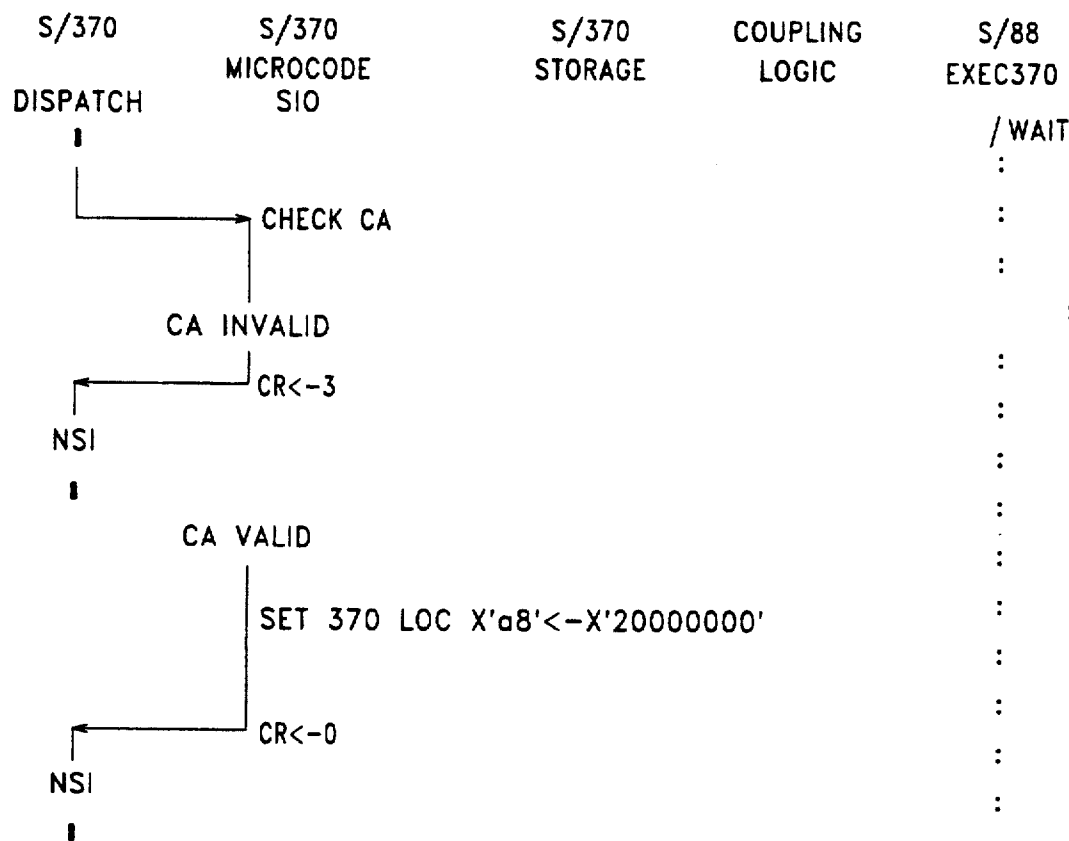 S/370 S/370 S/370 COUPLING S/88
MICROCODE STORAGE LOGIC EXEC370
DISPATCH SIO
/ WAIT
CHECK CA
CA INVALID
CR<-3
NSI
CA VALID
SET 370 LOC X'a8'<-X'20000000'
CR<-0
NSI